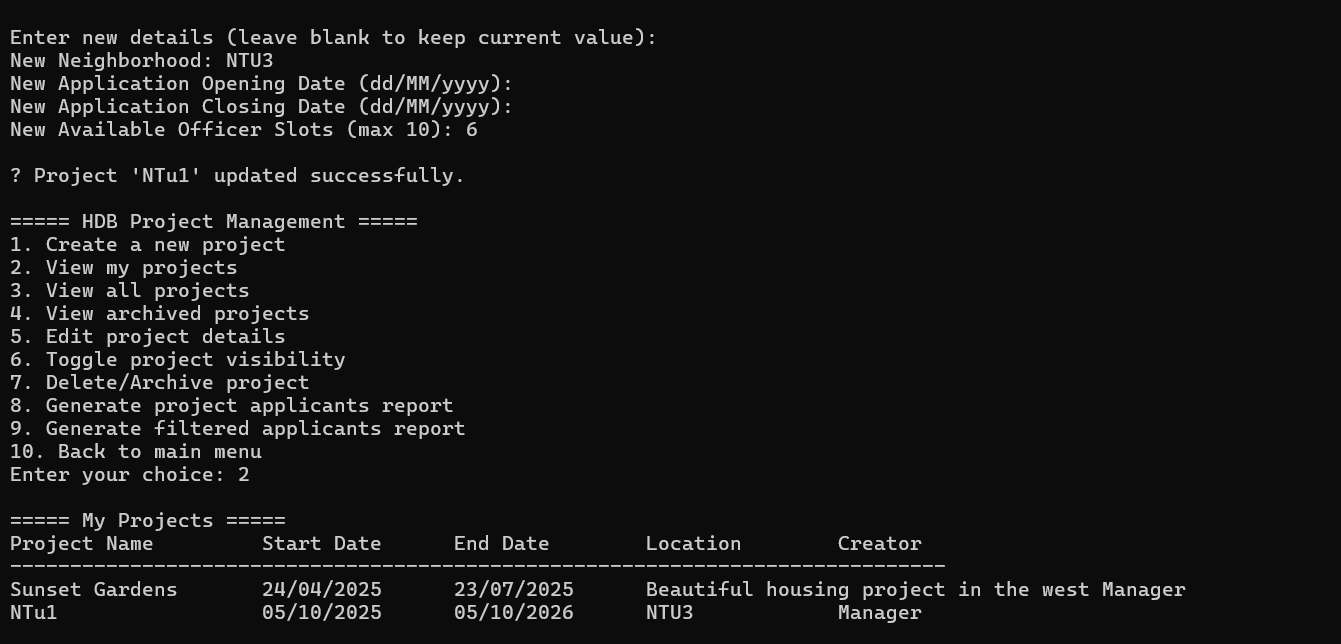 Enter new details (leave blank to keep current value):
New Neighborhood: NTU3
New Application Opening Date (dd/MM/yyyy):
New Application Closing Date (dd/MM/yyyy):
New Available Officer Slots (max 10): 6
? Project 'NTu1' updated successfully.
===== HDB Project Management =====
1. Create a new project
2. View my projects
3. View all projects
4. View archived projects
5. Edit project details
6. Toggle project visibility
7. Delete/Archive project
8. Generate project applicants report
9. Generate filtered applicants report
10. Back to main menu
Enter your choice: 2
===== My Projects =====
Project Name         Start Date      End Date        Location        Creator
------------------------------------------------------------------------------
Sunset Gardens       24/04/2025      23/07/2025      Beautiful housing project in the west Manager
NTu1                 05/10/2025      05/10/2026      NTU3            Manager